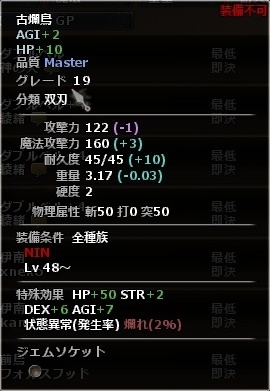 装備不可
古爛鳥
AGI+2
HP+10
品質 Master
グレード 19
分類 双刃
攻撃力 122 (-1)
魔法攻撃力 160 (+3)
耐久度 45/45 (+10)
重量 3.17 (-0.03)
硬度 2
物理属性 斬50 打0 突50
装備条件 全種族
NIN
Lv 48～
特殊効果 HP+50 STR+2
DEX+6 AGI+7
状態異常(発生率) 爛れ(2%)
ジェムソケット
最低
即決
最低
即決
最低
即決
最低
即決
最低
即決